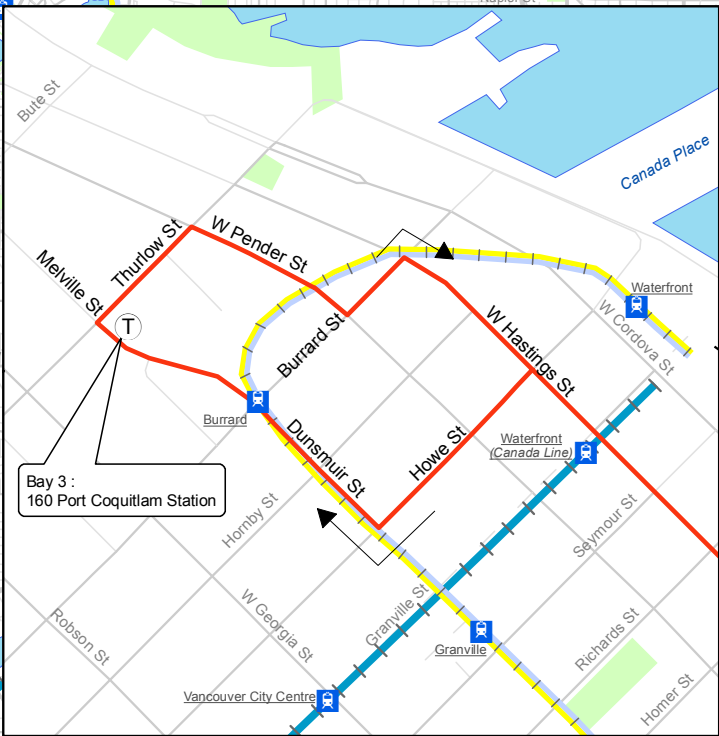 Napier St
Bute St
Canada Place
Thurlow St
W Pender St
Melville St
Waterfront
W Cordova St
T
Burrard St
W Hastings St
Burrard
Dunsmuir St
Howe St
Waterfront
(Canada Line)
Bay 3 :
160 Port Coquitlam Station
Hornby St
Seymour St
W Georgia St
Granville St
Robson St
Granville
Richards St
Vancouver City Centre
Homer St